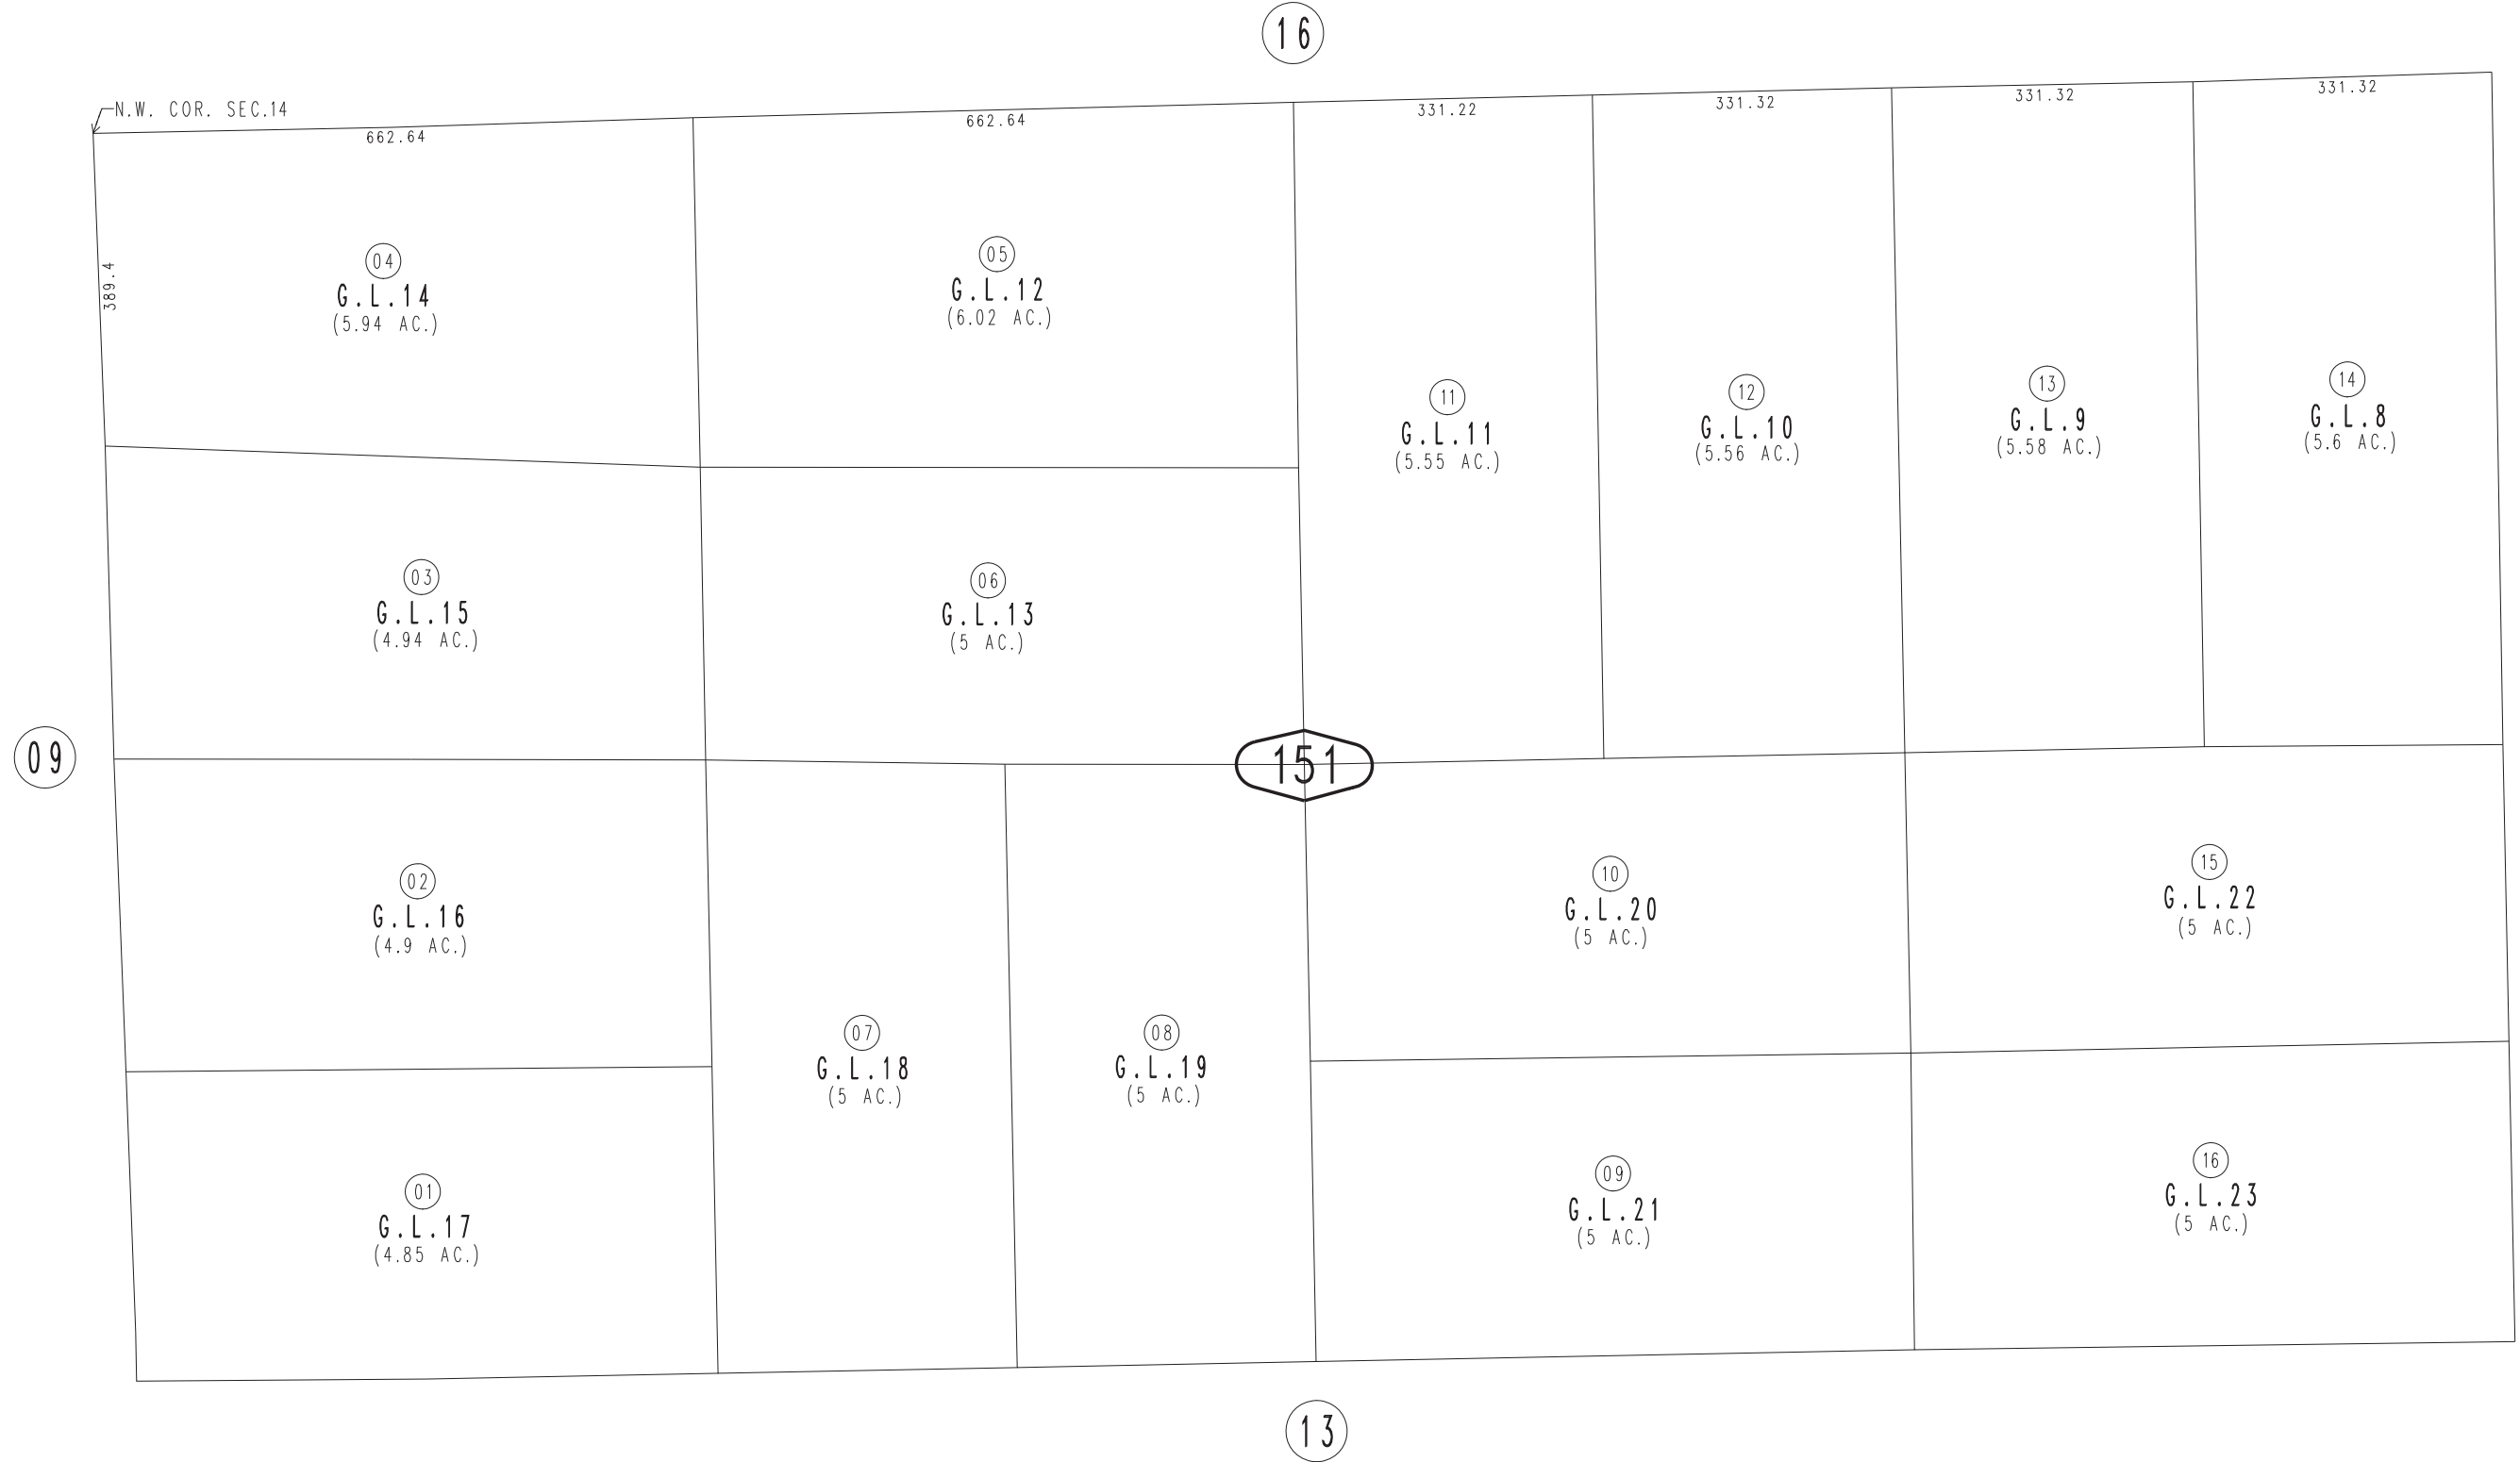 16
N.W. COR. SEC.14
662.64
662.64
331.22
331.32
331.32
331.32
389.4
04
G.L.14
(5.94 AC.)
05
G.L.12
(6.02 AC.)
11
G.L.11
(5.55 AC.)
12
G.L.10
(5.56 AC.)
13
G.L.9
(5.58 AC.)
14
G.L.8
(5.6 AC.)
03
G.L.15
(4.94 AC.)
06
G.L.13
(5 AC.)
09
151
02
G.L.16
(4.9 AC.)
07
G.L.18
(5 AC.)
08
G.L.19
(5 AC.)
10
G.L.20
(5 AC.)
15
G.L.22
(5 AC.)
01
G.L.17
(4.85 AC.)
09
G.L.21
(5 AC.)
16
G.L.23
(5 AC.)
13